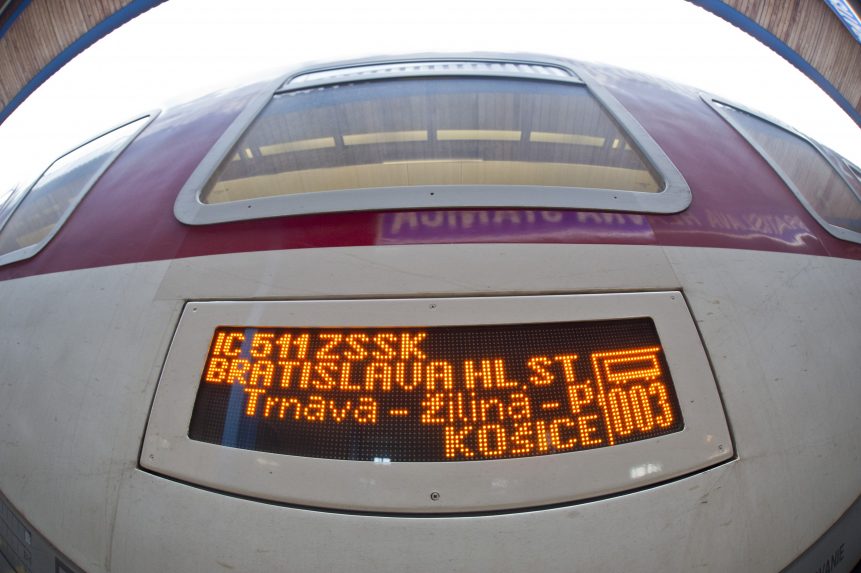 IC 511 ZSSK
BRATISLAVA HL.ST
Trnava - Žilina - P
KOŠICE
003